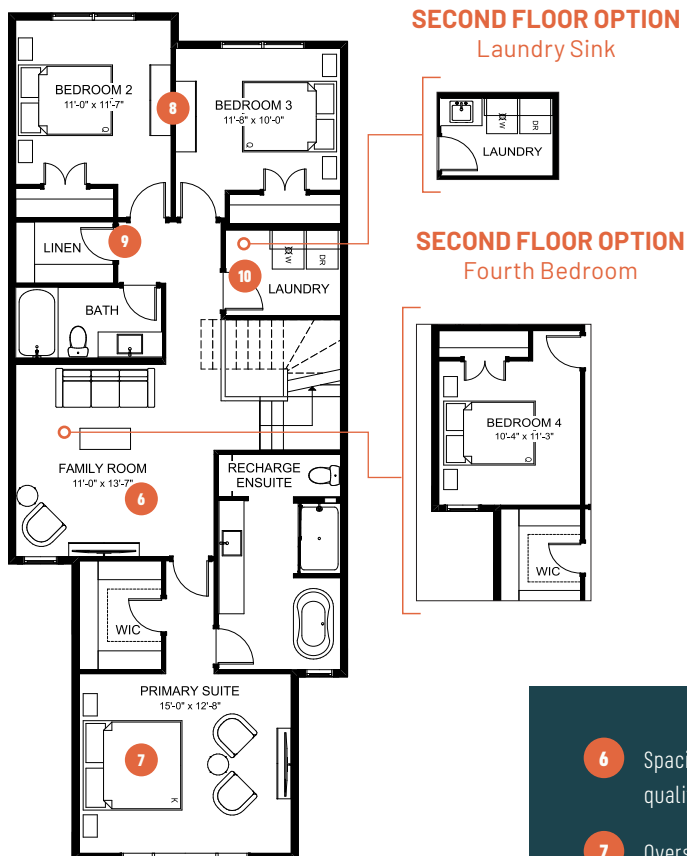 SECOND FLOOR OPTION
Laundry Sink
BEDROOM 2
11'-0" x 11'-7"
8
BEDROOM 3
11'-8" x 10'-0"
Q
Q
W
DR
LAUNDRY
LINEN
9
10
W
DR
LAUNDRY
BATH
SECOND FLOOR OPTION
Fourth Bedroom
BEDROOM 4
10'-4" x 11'-3"
Q
WIC
FAMILY ROOM
11'-0" x 13'-7"
6
RECHARGE
ENSUITE
WIC
PRIMARY SUITE
15'-0" x 12'-8"
7
K
6
Spaci
qualit
7
Overs